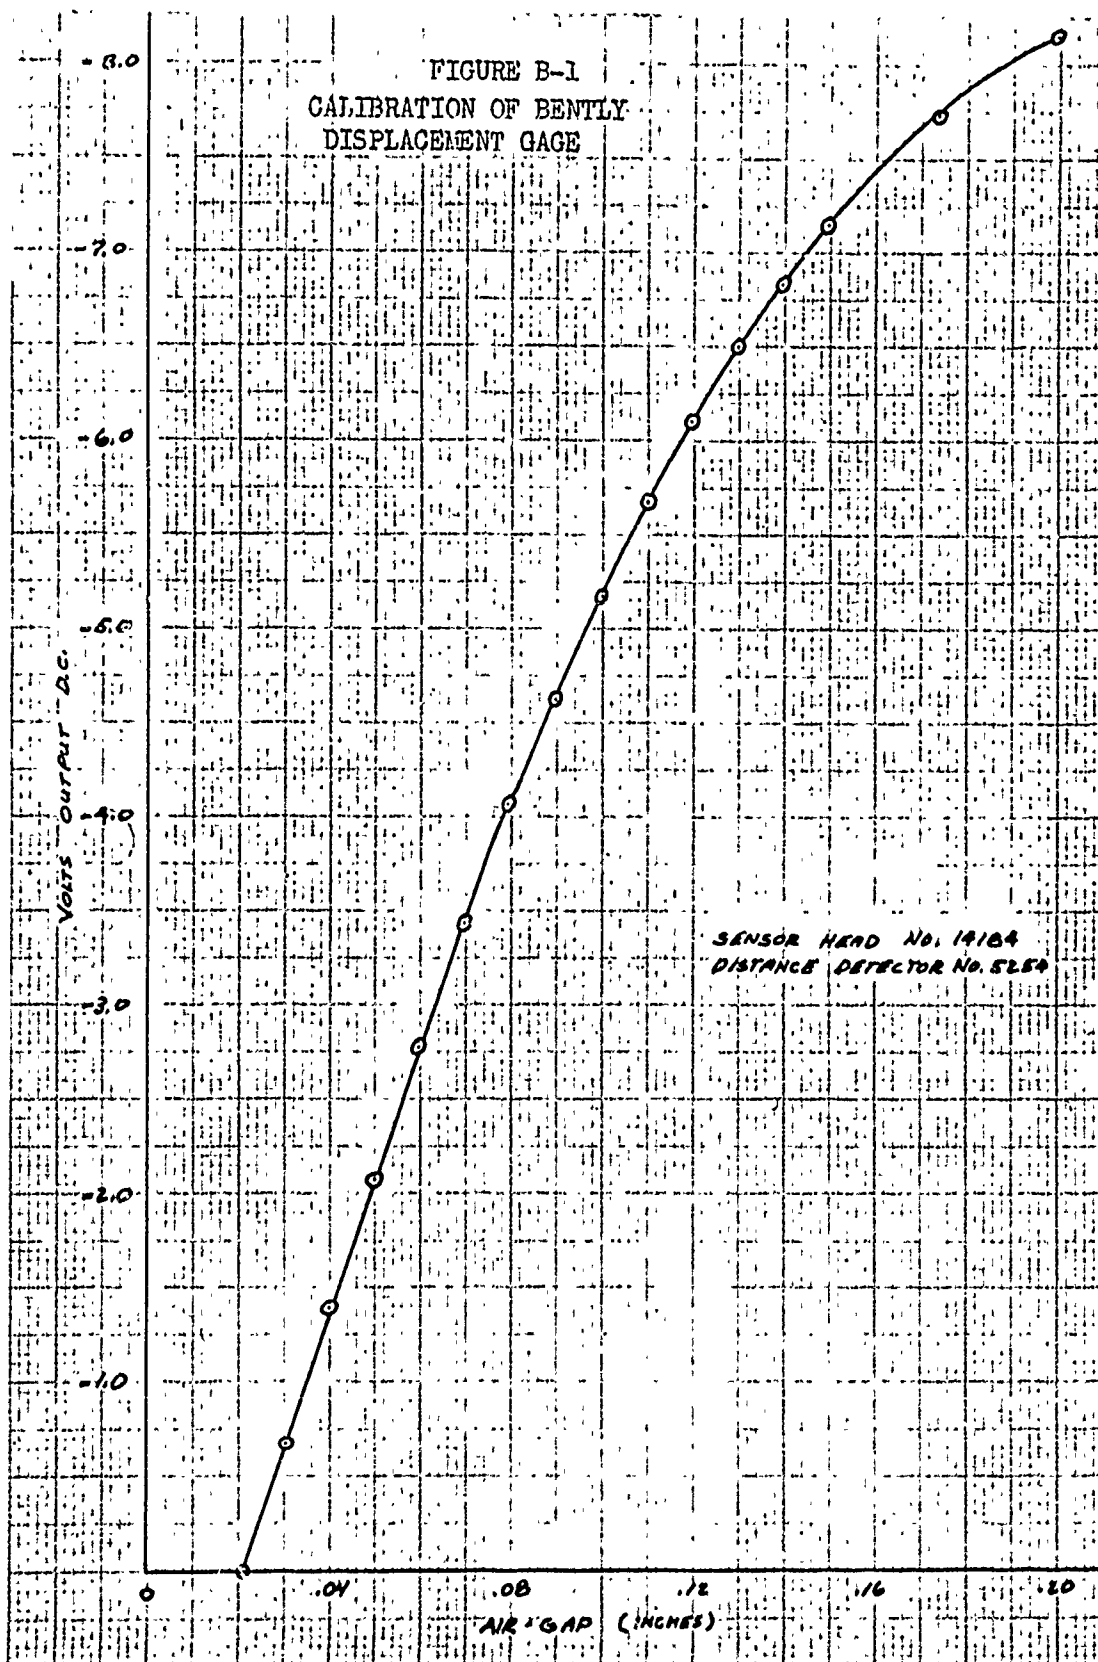 FIGURE B-1
CALIBRATION OF BENTLY
DISPLACEMENT GAGE
-8.0
-7.0
-6.0
-5.0
-4.0
-3.0
-2.0
-1.0
VOLTS OUTPUT D.C.
SENSOR HEAD NO. 14184
DISTANCE DETECTOR NO. 5254
0
.04
.08
.12
.16
.20
AIR GAP (INCHES)